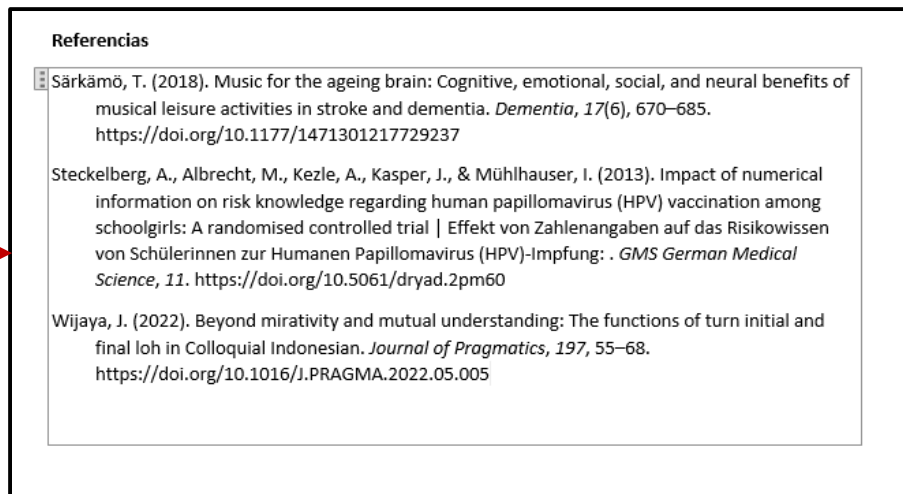 Referencias
Särkämö, T. (2018). Music for the ageing brain: Cognitive, emotional, social, and neural benefits of
musical leisure activities in stroke and dementia. Dementia, 17(6), 670–685.
https://doi.org/10.1177/1471301217729237
Steckelberg, A., Albrecht, M., Kezle, A., Kasper, J., & Mühlhauser, I. (2013). Impact of numerical
information on risk knowledge regarding human papillomavirus (HPV) vaccination among
schoolgirls: A randomised controlled trial | Effekt von Zahlenangaben auf das Risikowissen
von Schülerinnen zur Humanen Papillomavirus (HPV)-Impfung: . GMS German Medical
Science, 11. https://doi.org/10.5061/dryad.2pm60
Wijaya, J. (2022). Beyond mirativity and mutual understanding: The functions of turn initial and
final loh in Colloquial Indonesian. Journal of Pragmatics, 197, 55–68.
https://doi.org/10.1016/J.PRAGMA.2022.05.005